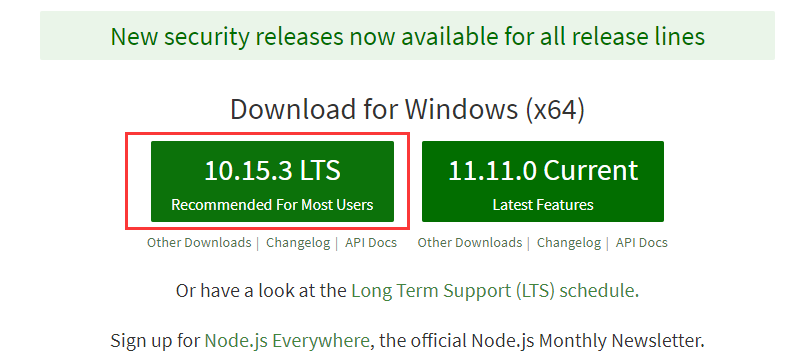 New security releases now available for all release lines
Download for Windows (x64)
10.15.3 LTS
Recommended For Most Users
11.11.0 Current
Latest Features
Other Downloads | Changelog | API Docs
Other Downloads | Changelog | API Docs
Or have a look at the Long Term Support (LTS) schedule.
Sign up for Node.js Everywhere, the official Node.js Monthly Newsletter.